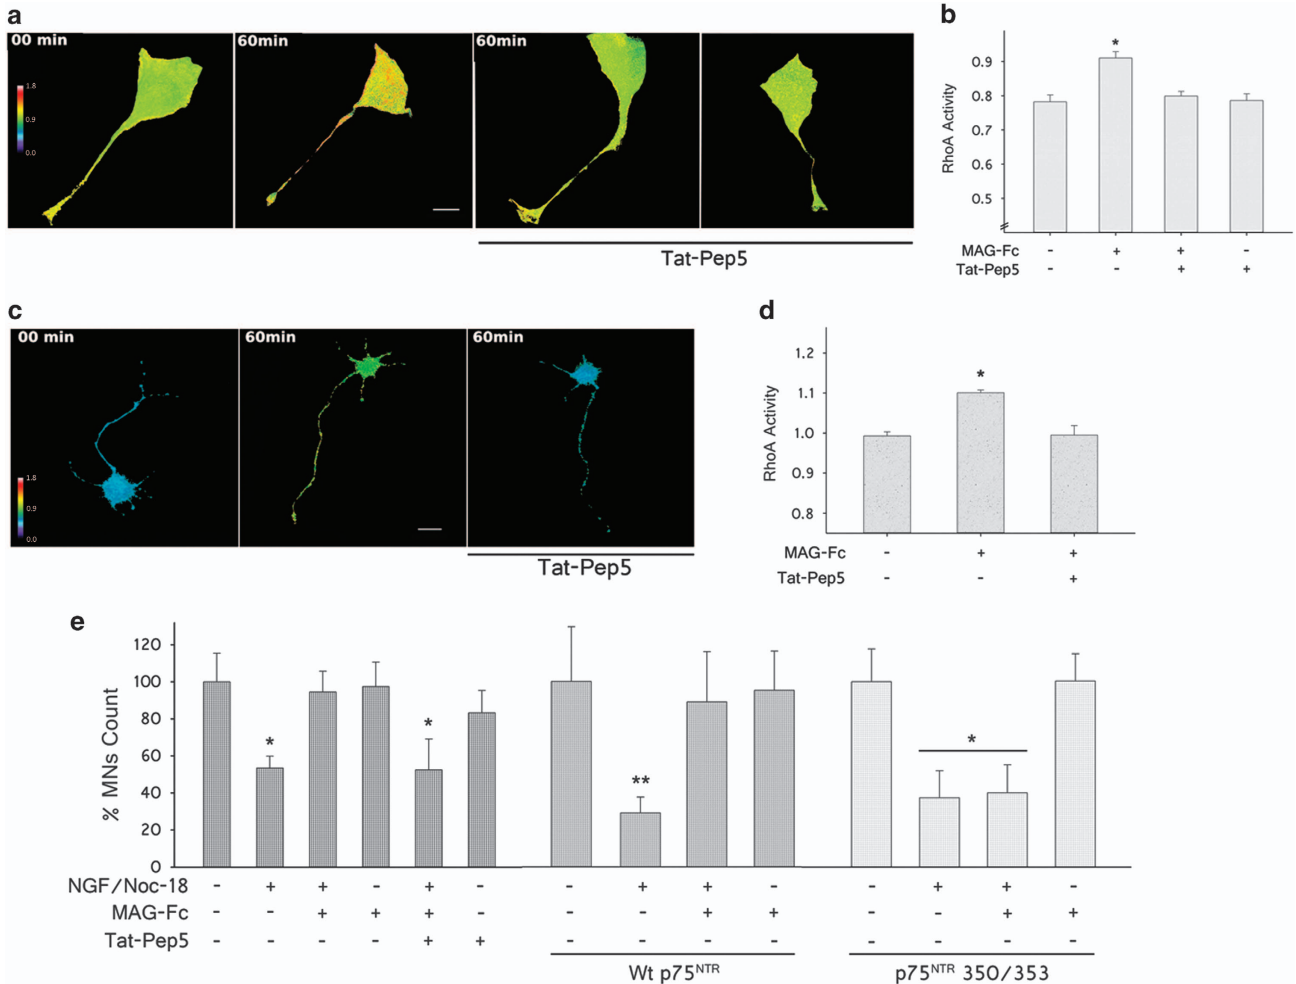 a
00 min
60min
60min
1.8
0.9
0.0
Tat-Pep5
b
RhoA Activity
0.9
0.8
0.7
0.6
0.5
*
MAG-Fc - + + -
Tat-Pep5 - - + +
c
00 min
60min
60min
1.8
0.9
0.0
Tat-Pep5
d
RhoA Activity
1.2
1.1
1.0
0.9
0.8
*
MAG-Fc - + +
Tat-Pep5 - - +
e
% MNs Count
120
100
80
60
40
20
0
* * ** *
NGF/Noc-18 - + + - + - - + + - - + + -
MAG-Fc - - + + + - - - + + - - + +
Tat-Pep5 - - - - + + - - - - - - - -
Wt p75NTR
p75NTR 350/353